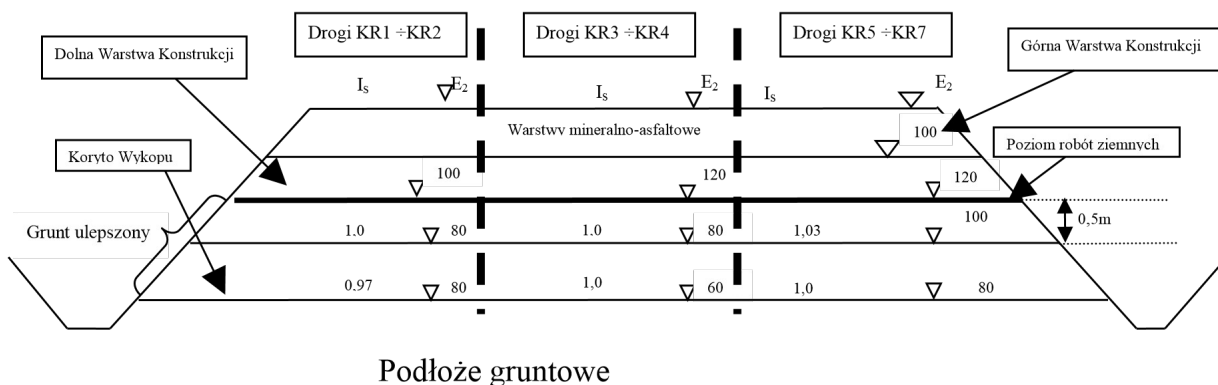 Drogi KR1 ÷KR2
Drogi KR3 ÷KR4
Drogi KR5 ÷KR7
Dolna Warstwa Konstrukcji
Górna Warstwa Konstrukcji
Is E2 Is E2 Is E2
Warstwy mineralno-asfaltowe
100
Koryto Wykopu
Poziom robót ziemnych
100 120 120
100
0,5m
Grunt ulepszony
1.0 80 1.0 80 1,03
0.97 80 1,0 60 1,0 80
Podłoże gruntowe